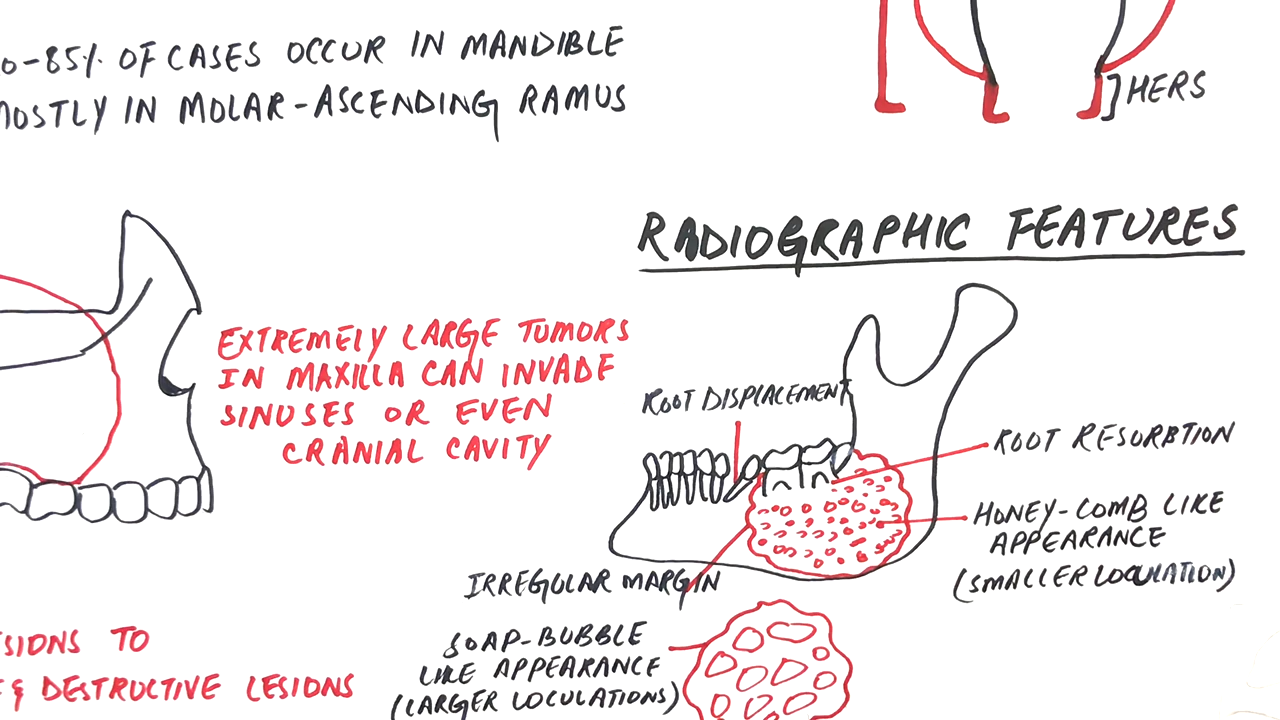 0-85% OF CASES OCCUR IN MANDIBLE
MOSTLY IN MOLAR-ASCENDING RAMUS
HERS
RADIOGRAPHIC FEATURES
EXTREMELY LARGE TUMORS
IN MAXILLA CAN INVADE
SINUSES OR EVEN
CRANIAL CAVITY
ROOT DISPLACEMENT
ROOT RESORBTION
HONEY-COMB LIKE
APPEARANCE
(SMALLER LOCULATION)
IRREGULAR MARGIN
SOAP-BUBBLE
LIKE APPEARANCE
(LARGER LOCULATIONS)
SIONS TO
& DESTRUCTIVE LESIONS